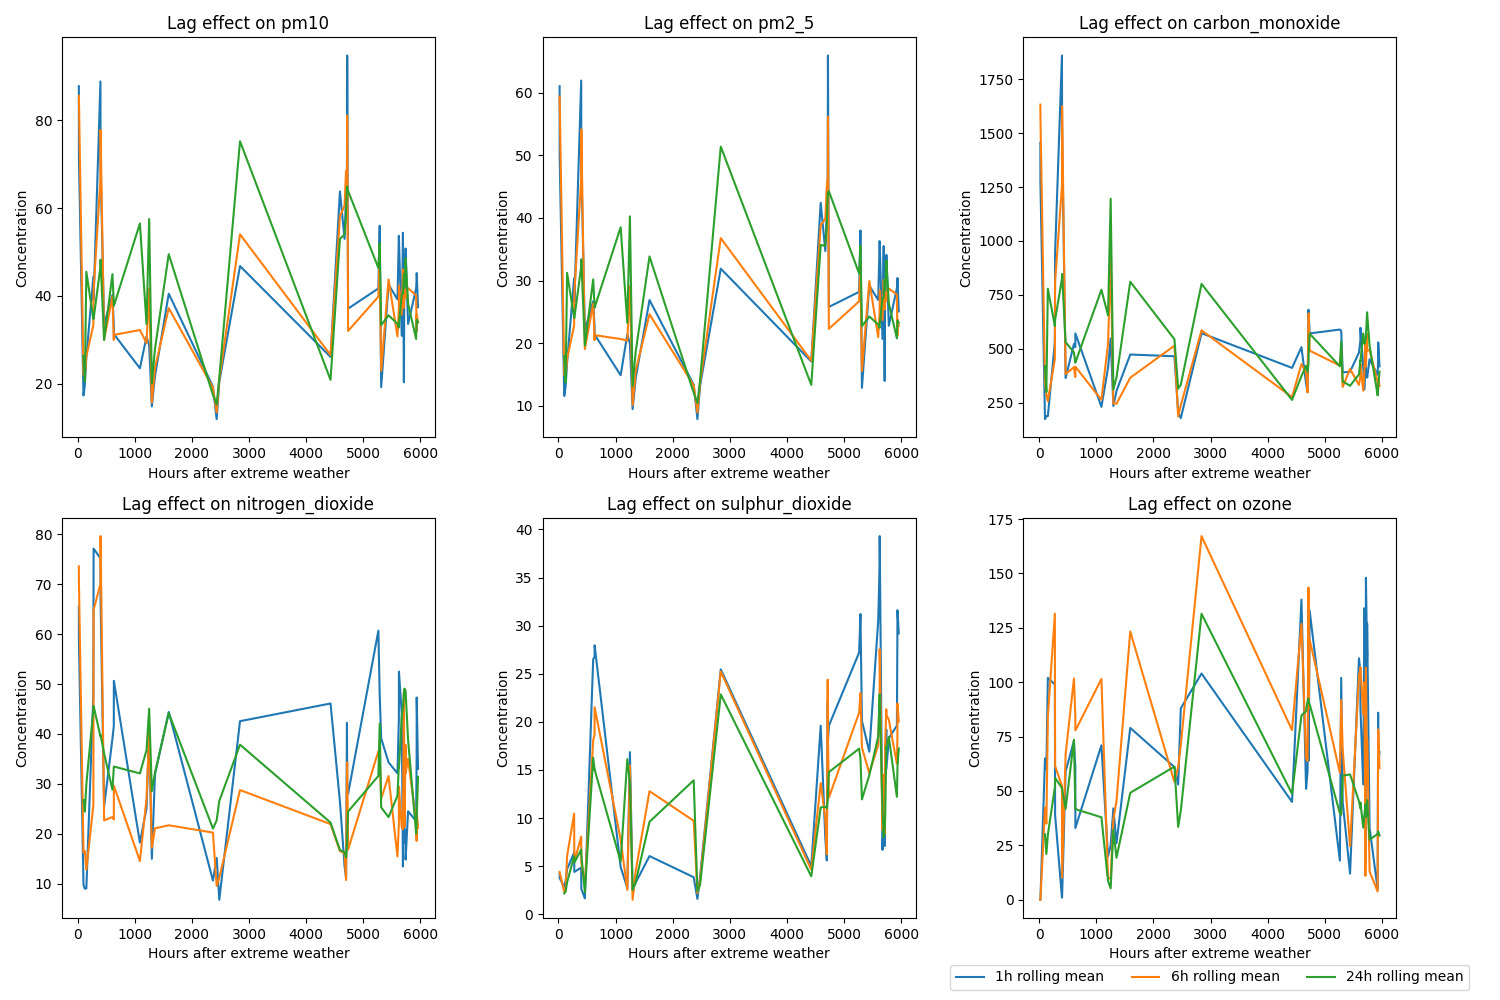 Lag effect on pm10
Lag effect on pm2_5
Lag effect on carbon_monoxide
Concentration
80
60
40
20
0 1000 2000 3000 4000 5000 6000
Hours after extreme weather
Concentration
60
50
40
30
20
10
0 1000 2000 3000 4000 5000 6000
Hours after extreme weather
Concentration
1750
1500
1250
1000
750
500
250
0 1000 2000 3000 4000 5000 6000
Hours after extreme weather
Lag effect on nitrogen_dioxide
Lag effect on sulphur_dioxide
Lag effect on ozone
Concentration
80
70
60
50
40
30
20
10
0 1000 2000 3000 4000 5000 6000
Hours after extreme weather
Concentration
40
35
30
25
20
15
10
5
0
0 1000 2000 3000 4000 5000 6000
Hours after extreme weather
Concentration
175
150
125
100
75
50
25
0
0 1000 2000 3000 4000 5000 6000
Hours after extreme weather
1h rolling mean 6h rolling mean 24h rolling mean